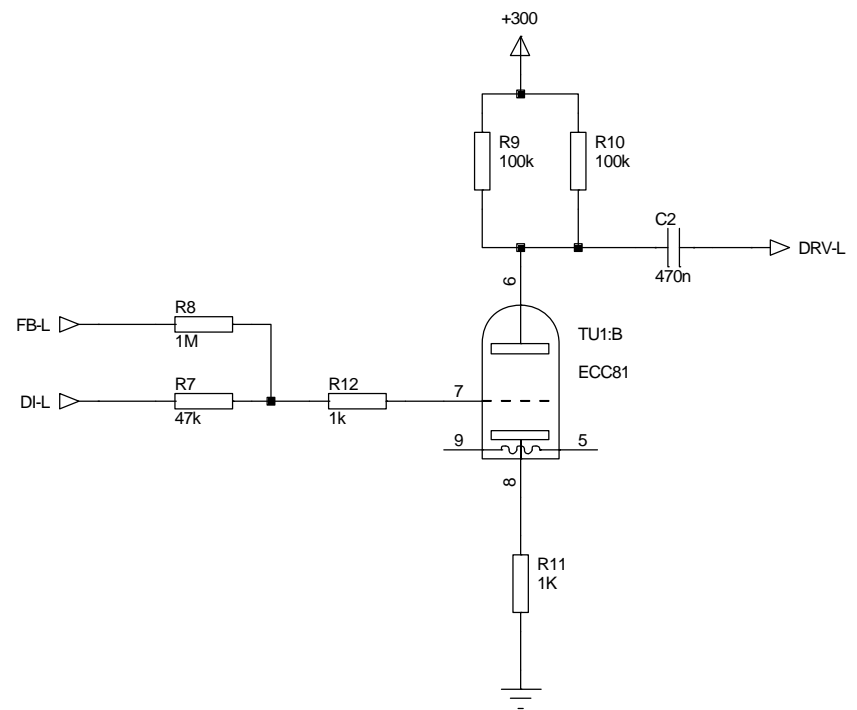 +300
R9
100k
R10
100k
C2
470n
DRV-L
6
TU1:B
ECC81
FB-L
R8
1M
DI-L
R7
47k
R12
1k
7
9
5
8
R11
1K